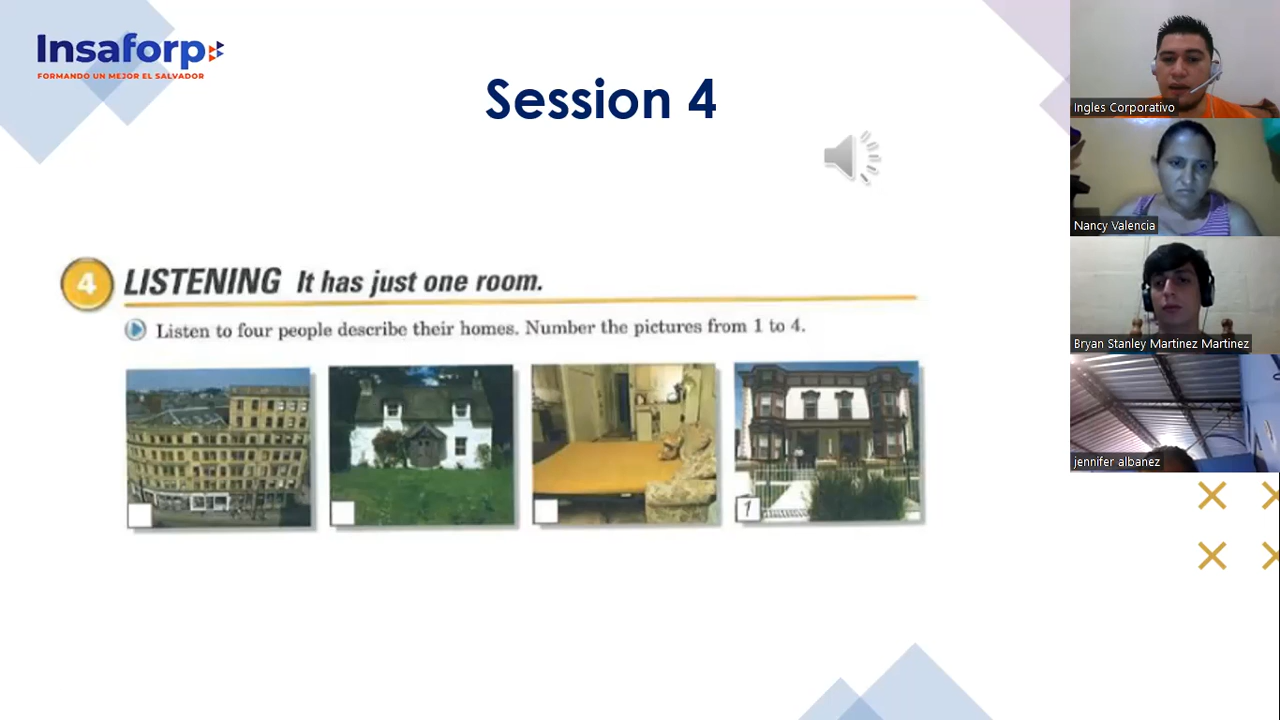 Insaforp
FORMANDO UN MEJOR EL SALVADOR
Session 4
4 LISTENING It has just one room.
Listen to four people describe their homes. Number the pictures from 1 to 4.
1
Ingles Corporativo
Nancy Valencia
Bryan Stanley Martinez Martinez
jennifer albanez